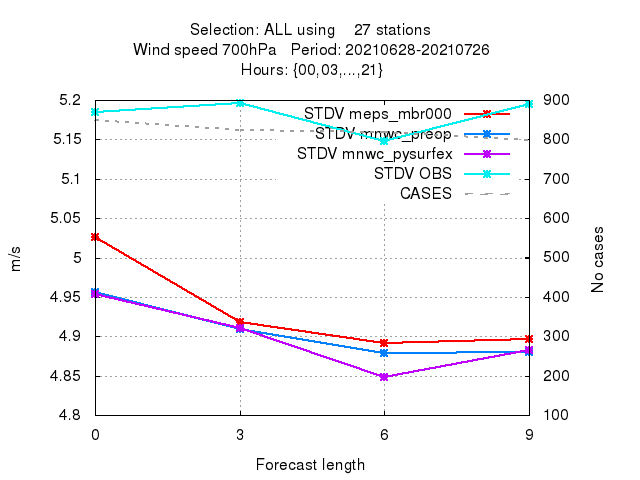 Selection: ALL using 27 stations
Wind speed 700hPa Period: 20210628-20210726
Hours: {00,03,...,21}
5.2
5.15
5.1
5.05
5
4.95
4.9
4.85
4.8
900
800
700
600
500
400
300
200
100
STDV meps_mbr000
STDV mnwc_preop
STDV mnwc_pysurfex
STDV OBS
CASES
m/s
No cases
0 3 6 9
Forecast length